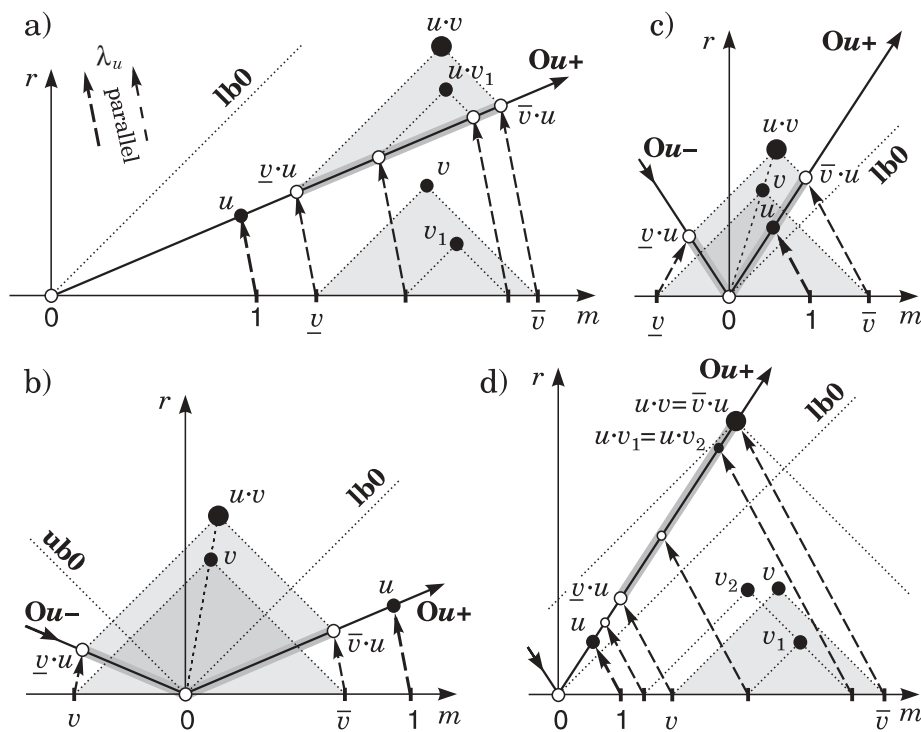 a)
r
λu
parallel
lb0
u·v
u·v1
Ou+
v̅·u
v̲·u
u
v
v1
0
1
v̲
v̅
m
c)
r
Ou+
Ou−
u·v
lb0
v
v̅·u
u
v̲·u
v̲
0
1
v̅
m
b)
r
ub0
lb0
u·v
v
u
Ou−
Ou+
v̲·u
v̅·u
v
0
v̅
1
m
d)
r
Ou+
u·v=v̅·u
lb0
u·v1=u·v2
v̲·u
u
v2
v
v1
0
1
v
v̅
m